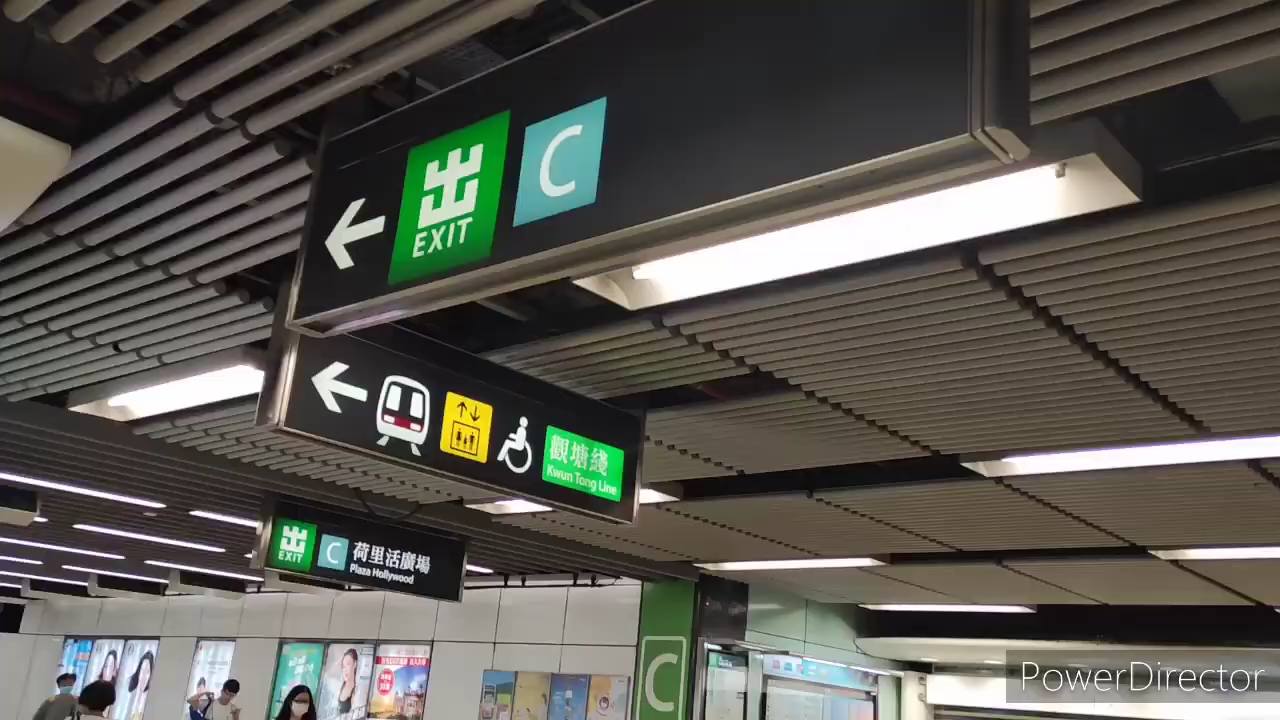 出
EXIT
C
觀塘綫
Kwun Tong Line
出
EXIT
C
荷里活廣場
Plaza Hollywood
C
PowerDirector